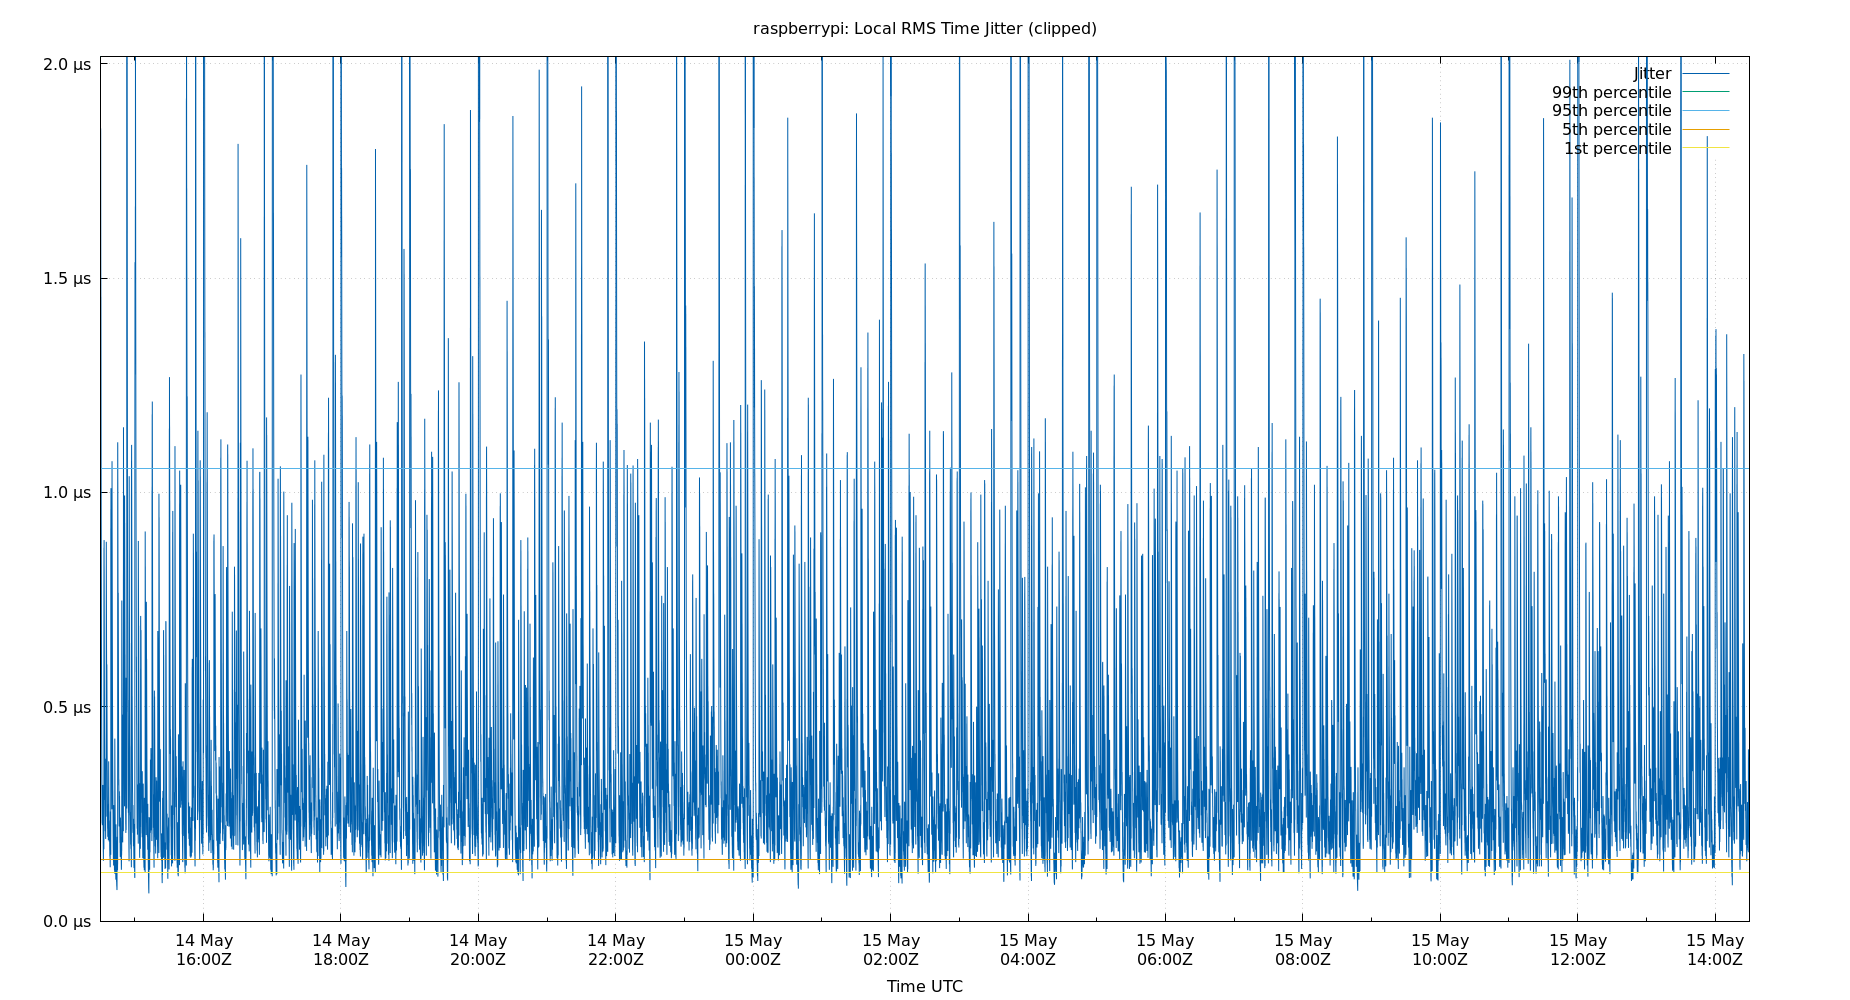 raspberrypi: Local RMS Time Jitter (clipped)
2.0 µs
1.5 µs
1.0 µs
0.5 µs
0.0 µs
Jitter
99th percentile
95th percentile
5th percentile
1st percentile
14 May 14 May 14 May 14 May 15 May 15 May 15 May 15 May 15 May 15 May 15 May 15 May
16:00Z 18:00Z 20:00Z 22:00Z 00:00Z 02:00Z 04:00Z 06:00Z 08:00Z 10:00Z 12:00Z 14:00Z
Time UTC